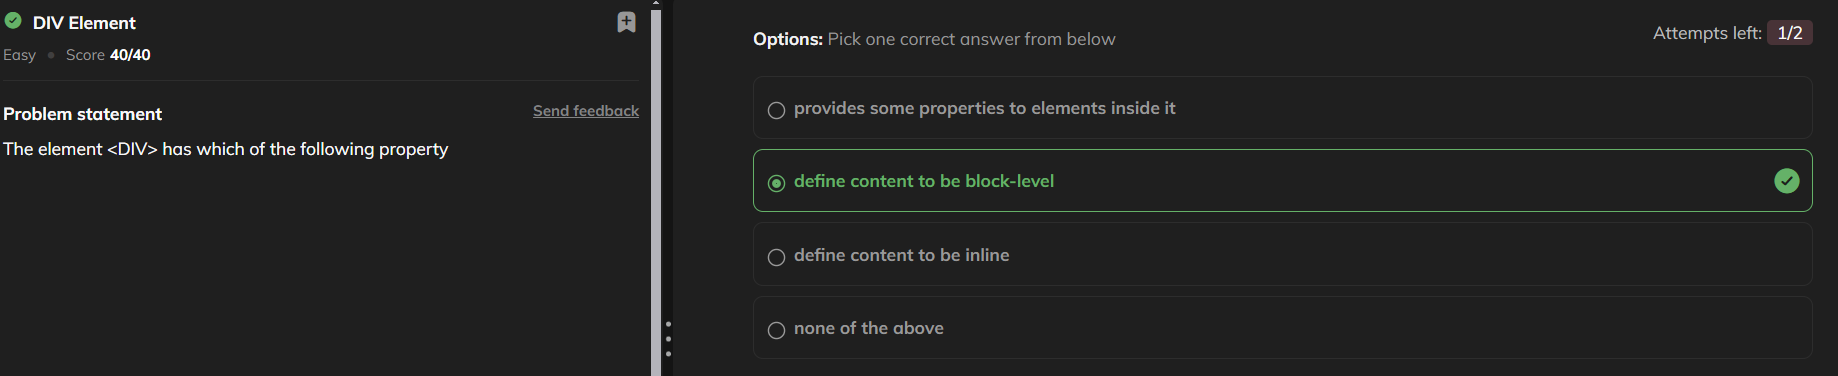 DIV Element
Easy • Score 40/40
Problem statement
Send feedback
The element <DIV> has which of the following property
Options: Pick one correct answer from below
Attempts left: 1/2
provides some properties to elements inside it
define content to be block-level
define content to be inline
none of the above